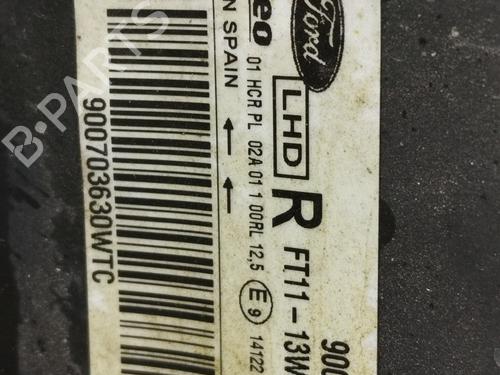 Ford
LHD
R FT11-13W
900
eo
01 HCR PL 02A 01 1 00RL 12,5 E9 14122
N SPAIN
900703630WTC
B-PARTS